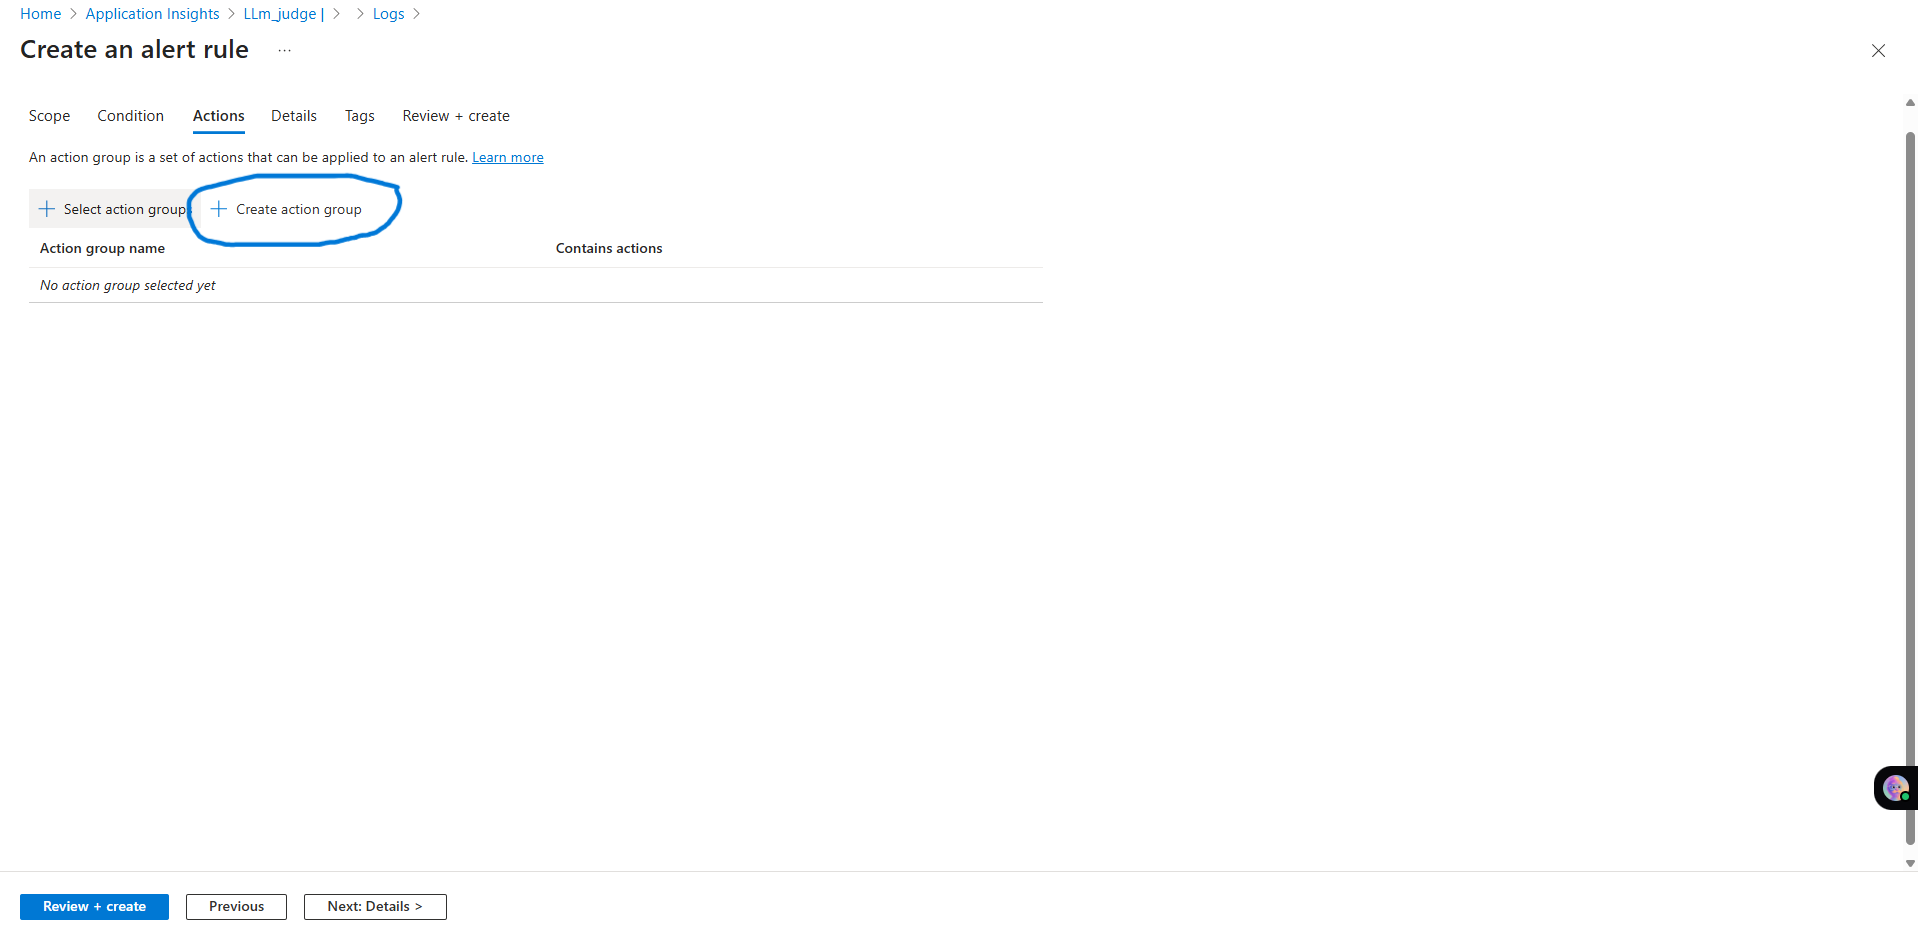 Home > Application Insights > LLm_judge | > > Logs >
Create an alert rule ...
Scope Condition Actions Details Tags Review + create
An action group is a set of actions that can be applied to an alert rule. Learn more
+ Select action groups + Create action group
Action group name Contains actions
No action group selected yet
Review + create Previous Next: Details >